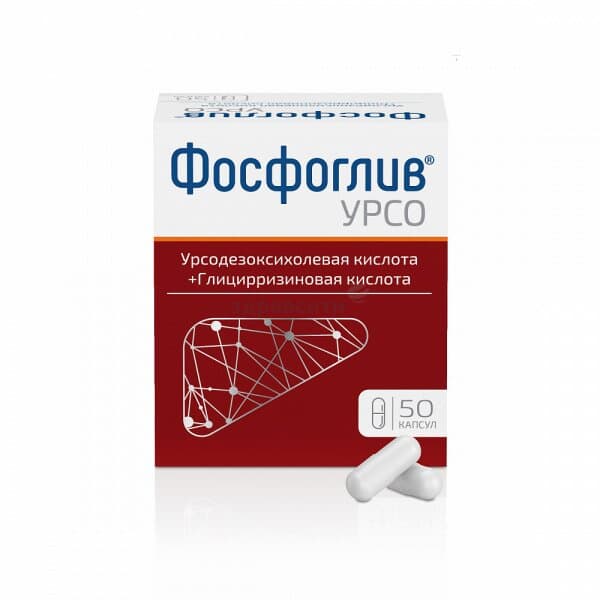 Фосфоглив®
УРСО
Урсодезоксихолевая кислота
+Глицирризиновая кислота
50
КАПСУЛ